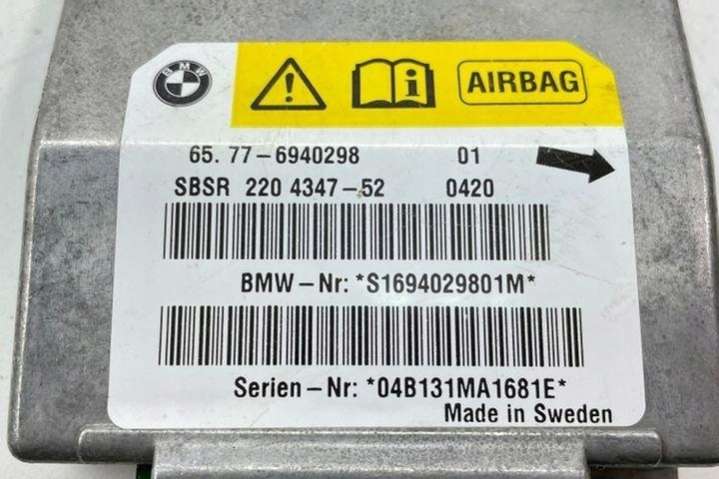 BMW
AIRBAG
65. 77-6940298 01
SBSR 220 4347-52 0420
BMW-Nr: *S1694029801M*
Serien-Nr: *04B131MA1681E*
Made in Sweden